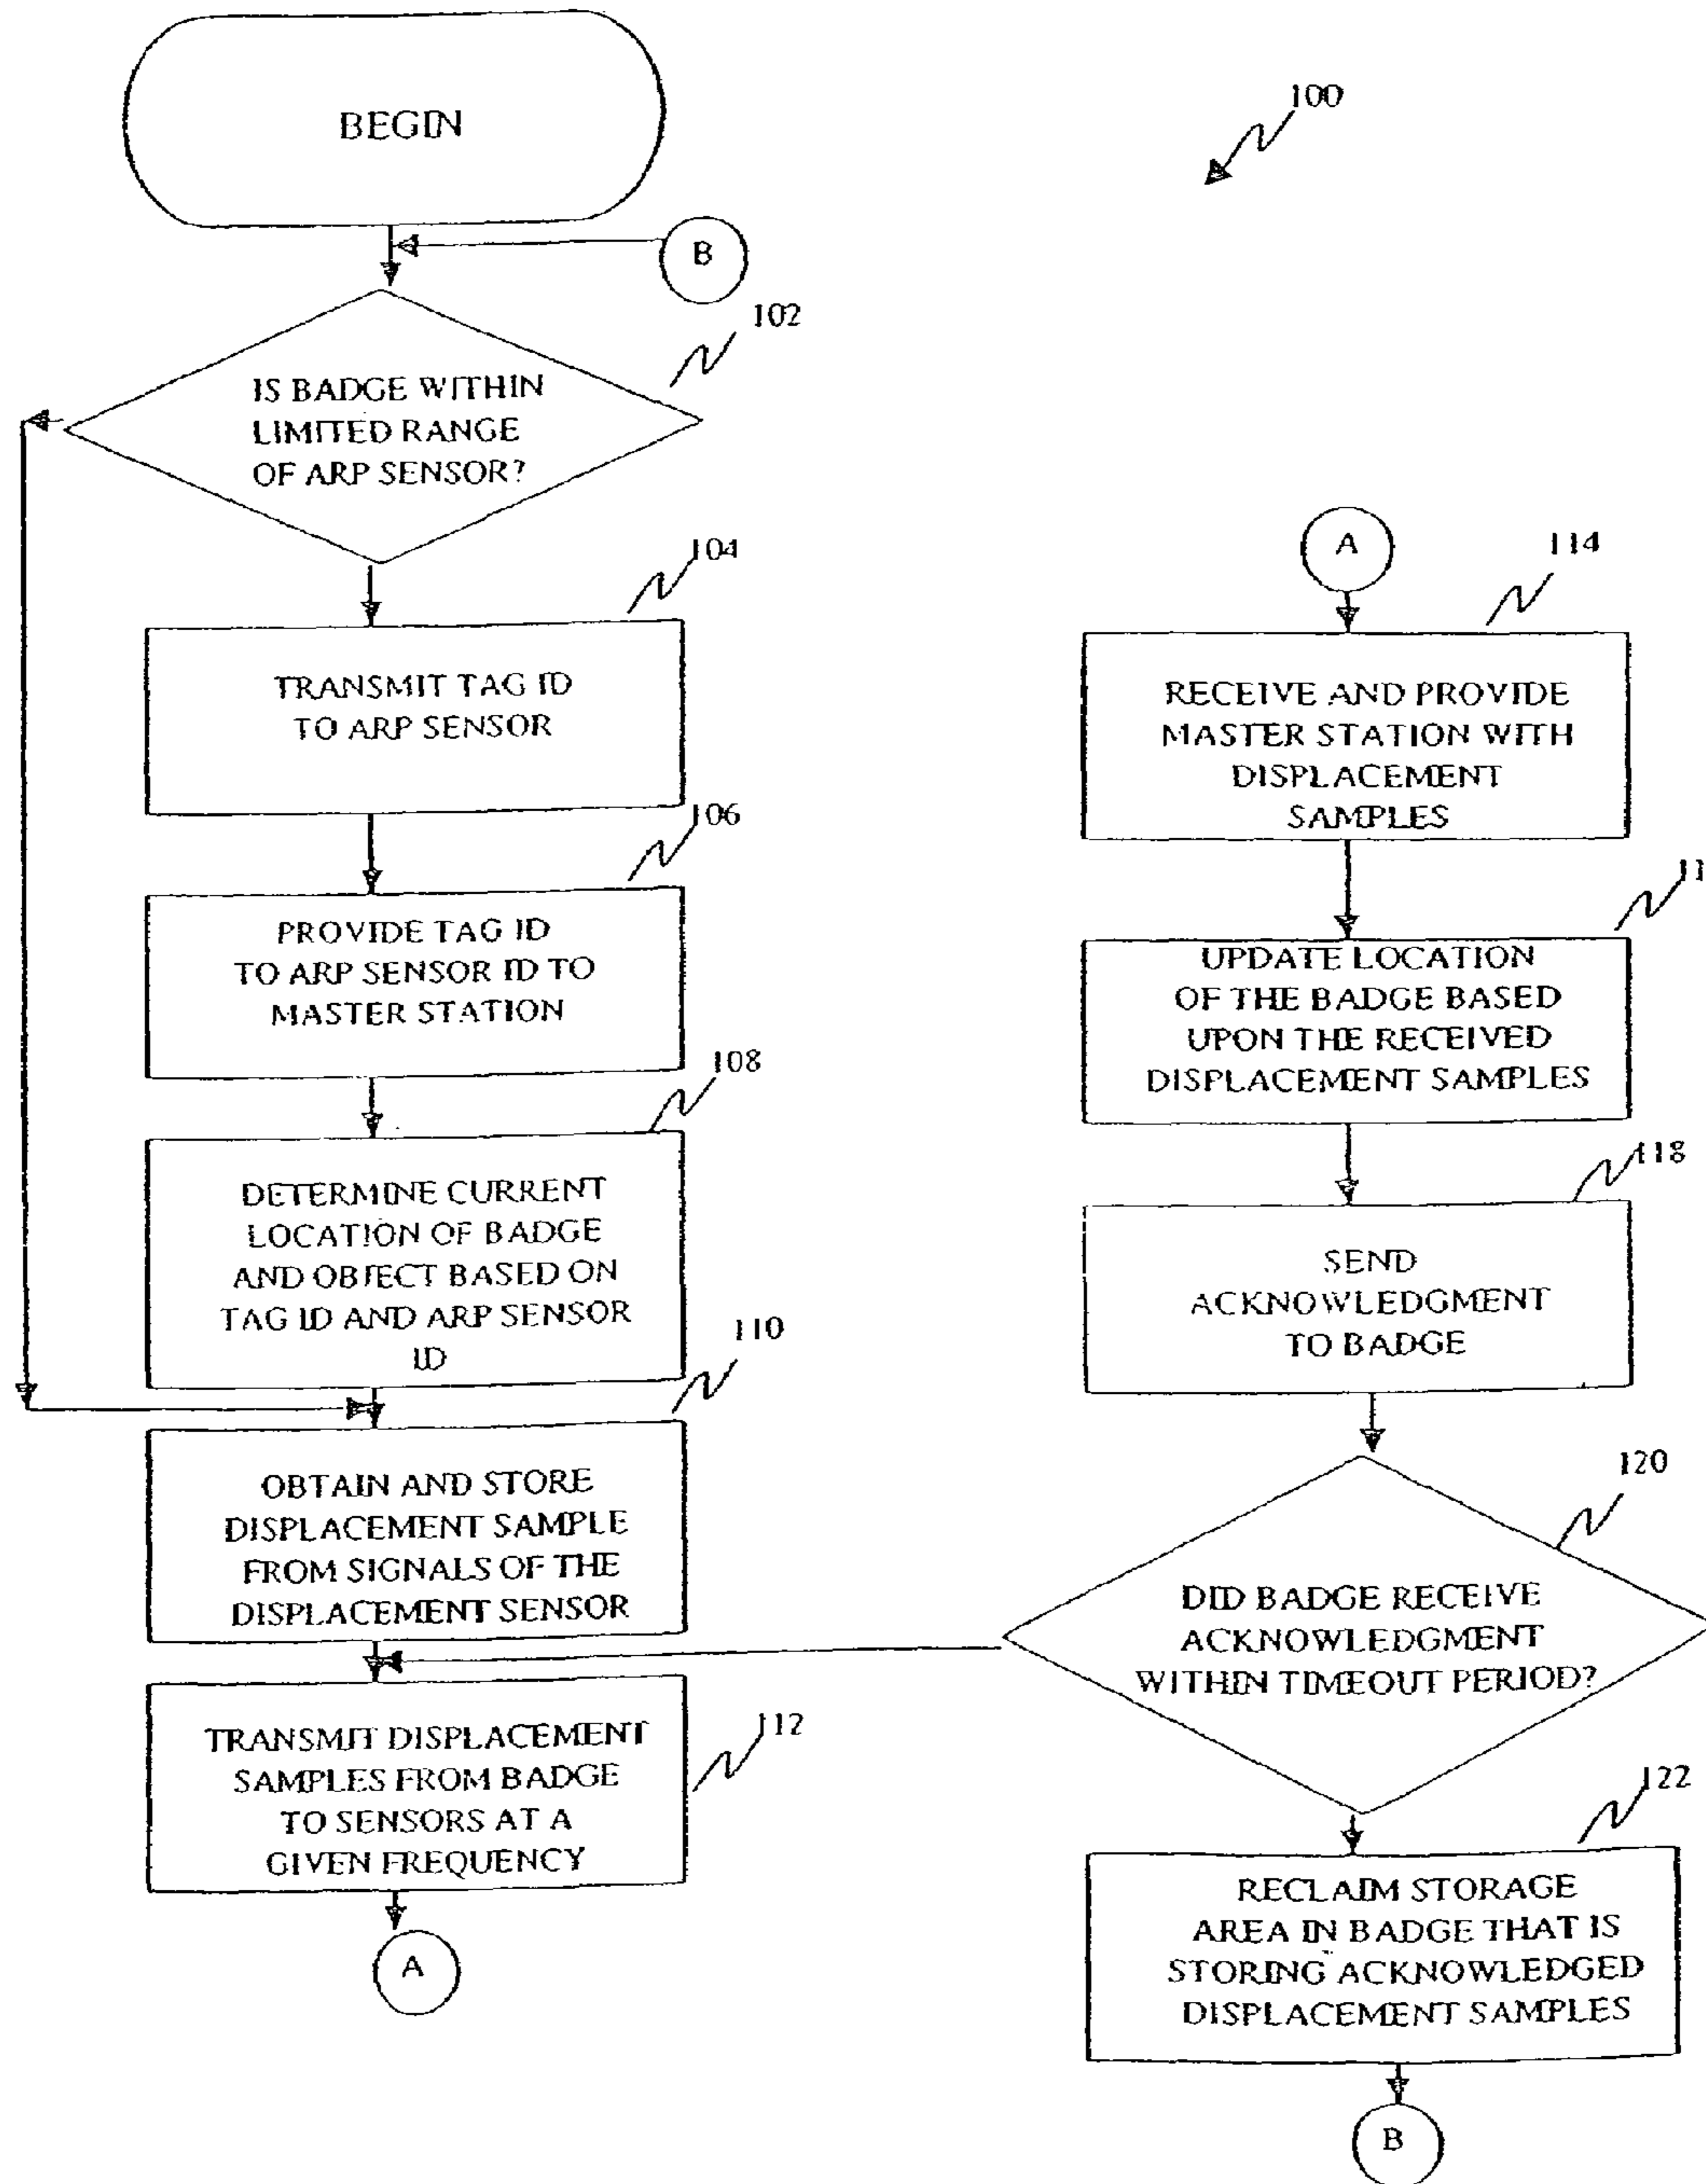 BEGIN
100
B
102
IS BADGE WITHIN
LIMITED RANGE
OF ARP SENSOR?
104
TRANSMIT TAG ID
TO ARP SENSOR
106
PROVIDE TAG ID
TO ARP SENSOR ID TO
MASTER STATION
108
DETERMINE CURRENT
LOCATION OF BADGE
AND OBJECT BASED ON
TAG ID AND ARP SENSOR
ID
110
OBTAIN AND STORE
DISPLACEMENT SAMPLE
FROM SIGNALS OF THE
DISPLACEMENT SENSOR
112
TRANSMIT DISPLACEMENT
SAMPLES FROM BADGE
TO SENSORS AT A
GIVEN FREQUENCY
A
A
114
RECEIVE AND PROVIDE
MASTER STATION WITH
DISPLACEMENT
SAMPLES
11
UPDATE LOCATION
OF THE BADGE BASED
UPON THE RECEIVED
DISPLACEMENT SAMPLES
118
SEND
ACKNOWLEDGMENT
TO BADGE
120
DID BADGE RECEIVE
ACKNOWLEDGMENT
WITHIN TIMEOUT PERIOD?
122
RECLAIM STORAGE
AREA IN BADGE THAT IS
STORING ACKNOWLEDGED
DISPLACEMENT SAMPLES
B